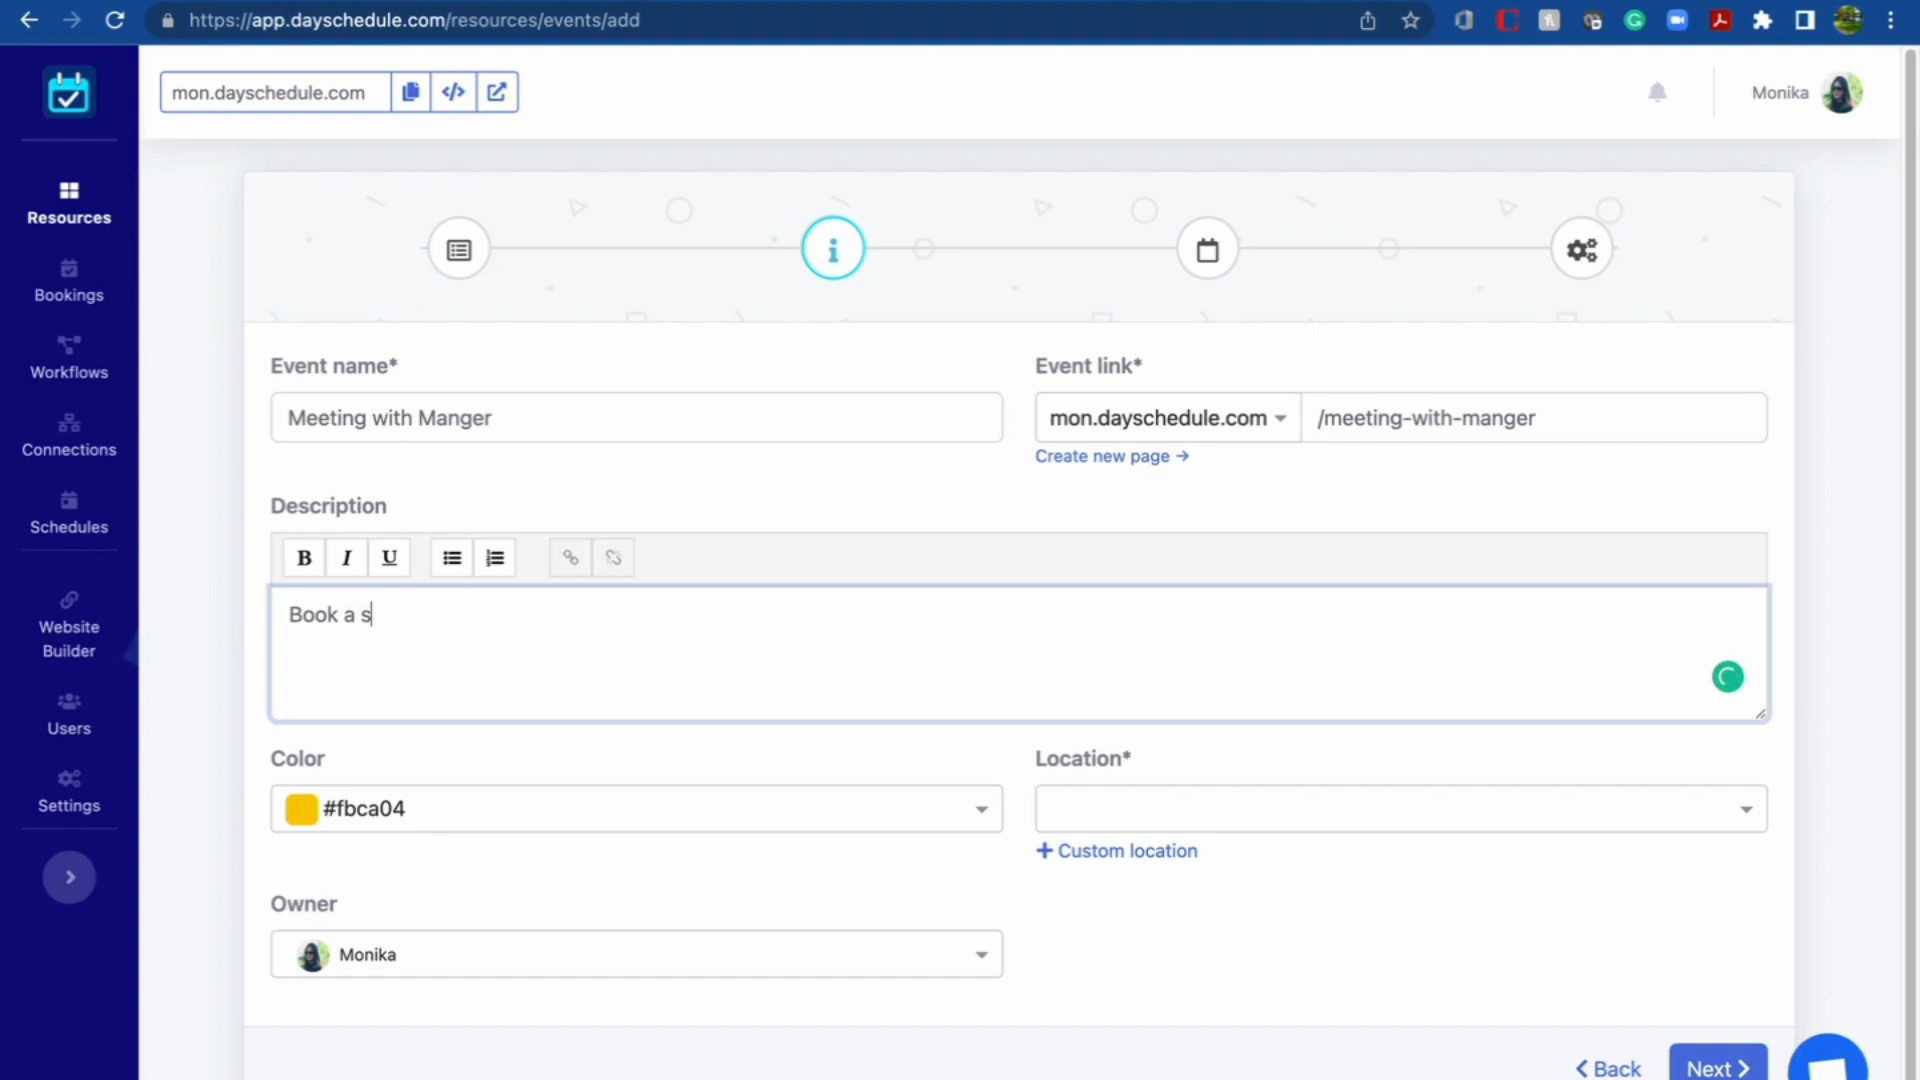 https://app.dayschedule.com/resources/events/add
mon.dayschedule.com
Monika
Resources
Bookings
Workflows
Connections
Schedules
Website
Builder
Users
Settings
Event name*
Event link*
Meeting with Manger
mon.dayschedule.com
/meeting-with-manger
Create new page →
Description
B I U
Book a s
Color
Location*
#fbca04
+ Custom location
Owner
Monika
Back
Next